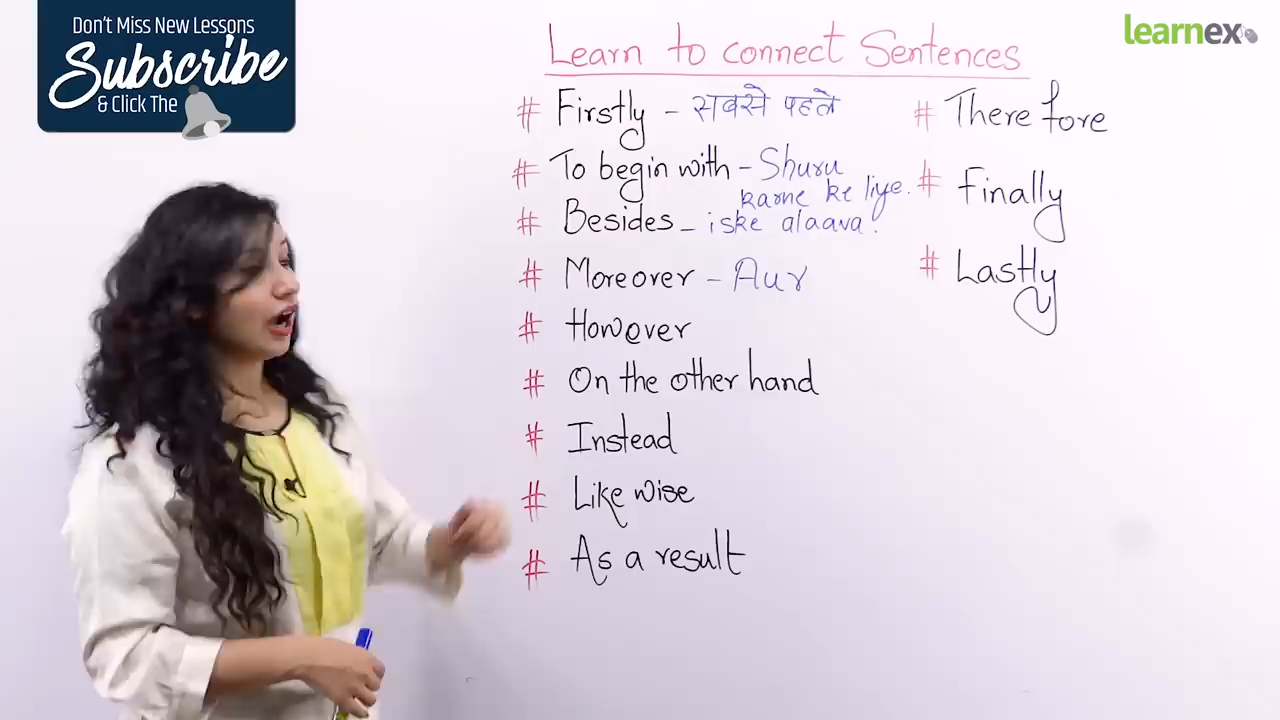 Don't Miss New Lessons
Subscribe
& Click The
learnex
Learn to connect Sentences
# Firstly - सबसे पहले
# To begin with - Shuru
karne ke liye.
# Besides - iske alaava.
# Moreover - Aur
# However
# On the other hand
# Instead
# Like wise
# As a result
# There fore
# Finally
# Lastly